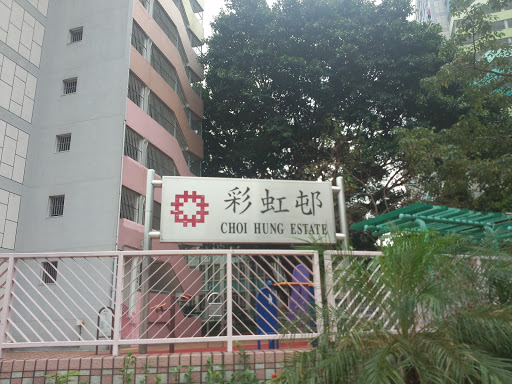 彩虹邨
CHOI HUNG ESTATE